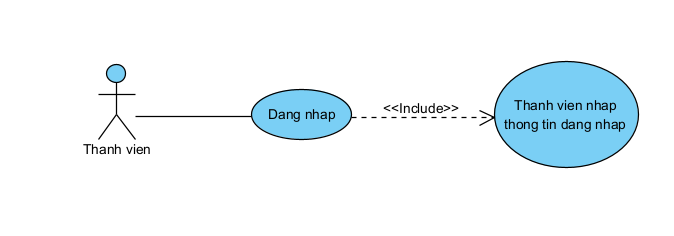 Thanh vien
Dang nhap
<<Include>>
Thanh vien nhap
thong tin dang nhap